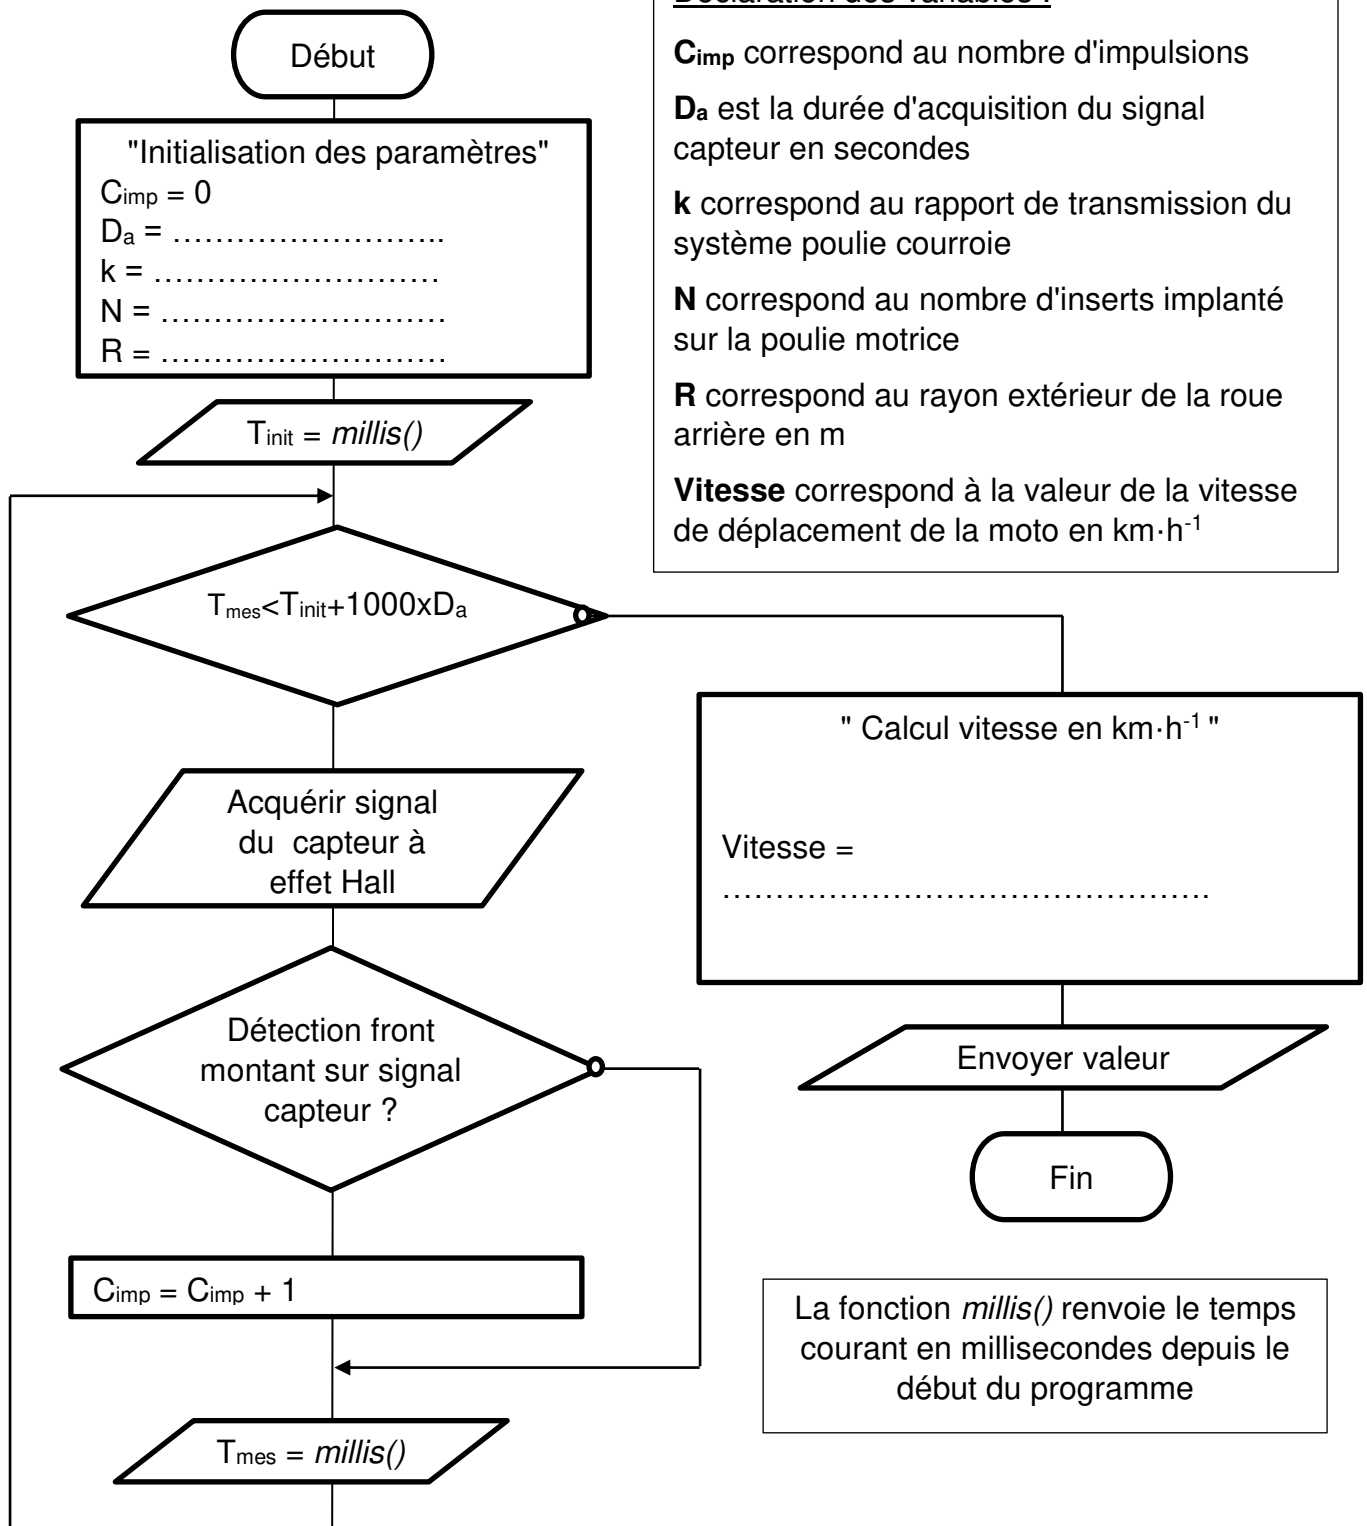 Début
"Initialisation des paramètres"
Cimp = 0
Da = ……………………..
k = ………………………
N = ………………………
R = ………………………
Tinit = millis()
Tmes<Tinit+1000xDa
Acquérir signal
du capteur à
effet Hall
Détection front
montant sur signal
capteur ?
Cimp = Cimp + 1
Tmes = millis()
Déclaration des variables :
Cimp correspond au nombre d'impulsions
Da est la durée d'acquisition du signal
capteur en secondes
k correspond au rapport de transmission du
système poulie courroie
N correspond au nombre d'inserts implanté
sur la poulie motrice
R correspond au rayon extérieur de la roue
arrière en m
Vitesse correspond à la valeur de la vitesse
de déplacement de la moto en km·h-1
" Calcul vitesse en km·h-1 "
Vitesse =
……………………………………….
Envoyer valeur
Fin
La fonction millis() renvoie le temps
courant en millisecondes depuis le
début du programme